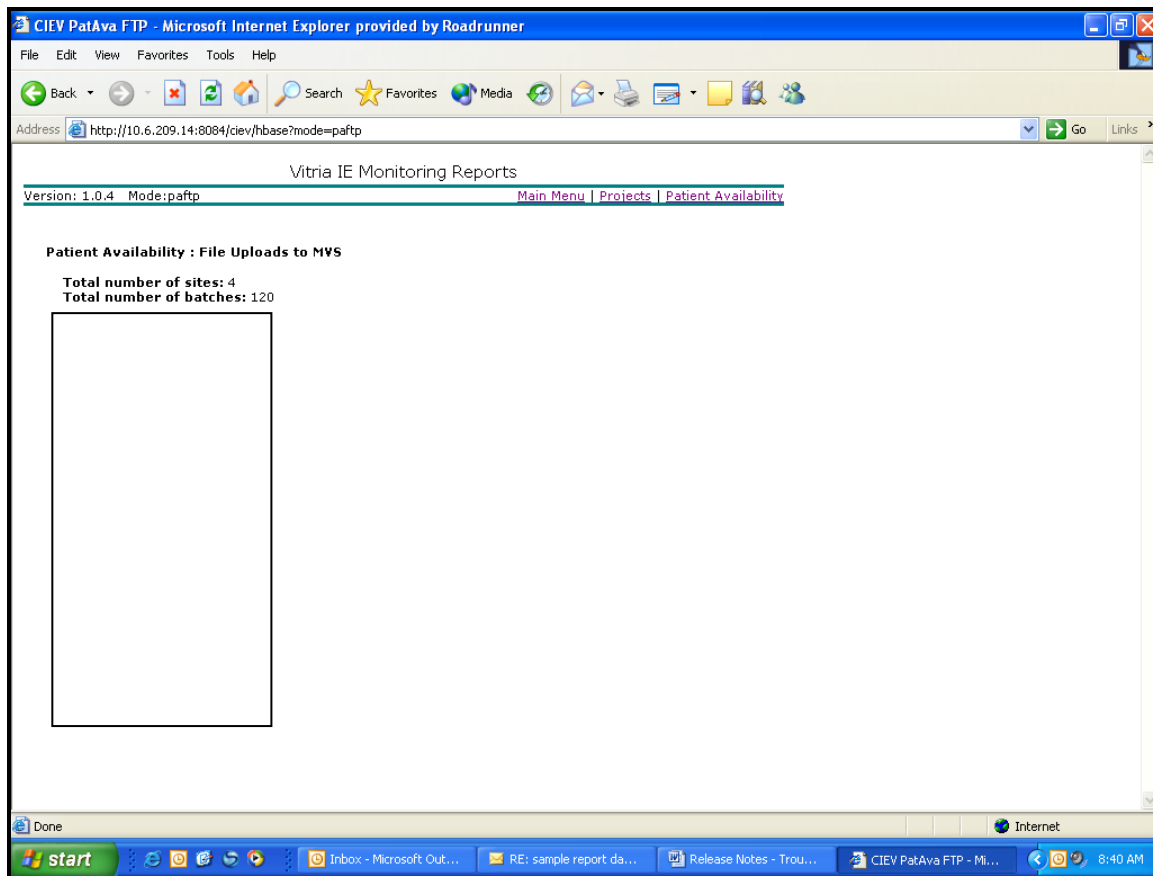 CIEV PatAva FTP - Microsoft Internet Explorer provided by Roadrunner
File Edit View Favorites Tools Help
Back Search Favorites Media
Address http://10.6.209.14:8084/ciev/hbase?mode=paftp Go Links »
Vitria IE Monitoring Reports
Version: 1.0.4 Mode:paftp Main Menu | Projects | Patient Availability
Patient Availability : File Uploads to MVS
Total number of sites: 4
Total number of batches: 120
Done Internet
start Inbox - Microsoft Out... RE: sample report da... Release Notes - Trou... CIEV PatAva FTP - Mi... 8:40 AM